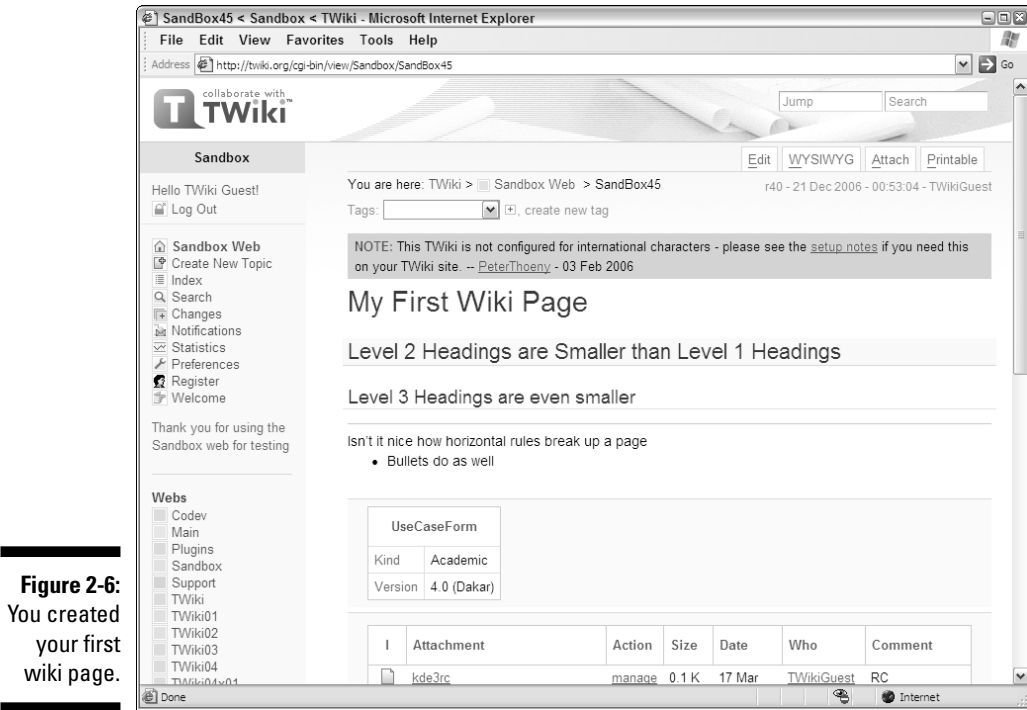 SandBox45 < Sandbox < TWiki - Microsoft Internet Explorer
File Edit View Favorites Tools Help
Address http://twiki.org/cgi-bin/view/Sandbox/SandBox45 Go
collaborate with
TWiki™
Jump Search
Sandbox
Edit WYSIWYG Attach Printable
Hello TWiki Guest!
Log Out
You are here: TWiki > Sandbox Web > SandBox45
r40 - 21 Dec 2006 - 00:53:04 - TWikiGuest
Tags: , create new tag
Sandbox Web
Create New Topic
Index
Search
Changes
Notifications
Statistics
Preferences
Register
Welcome
Thank you for using the
Sandbox web for testing
Webs
Codev
Main
Plugins
Sandbox
Support
TWiki
TWiki01
TWiki02
TWiki03
TWiki04
TWiki04x01
NOTE: This TWiki is not configured for international characters - please see the setup notes if you need this
on your TWiki site. -- PeterThoeny - 03 Feb 2006
My First Wiki Page
Level 2 Headings are Smaller than Level 1 Headings
Level 3 Headings are even smaller
Isn't it nice how horizontal rules break up a page
• Bullets do as well
UseCaseForm
Kind Academic
Version 4.0 (Dakar)
I Attachment Action Size Date Who Comment
kde3rc manage 0.1 K 17 Mar TWikiGuest RC
Done Internet
Figure 2-6:
You created
your first
wiki page.